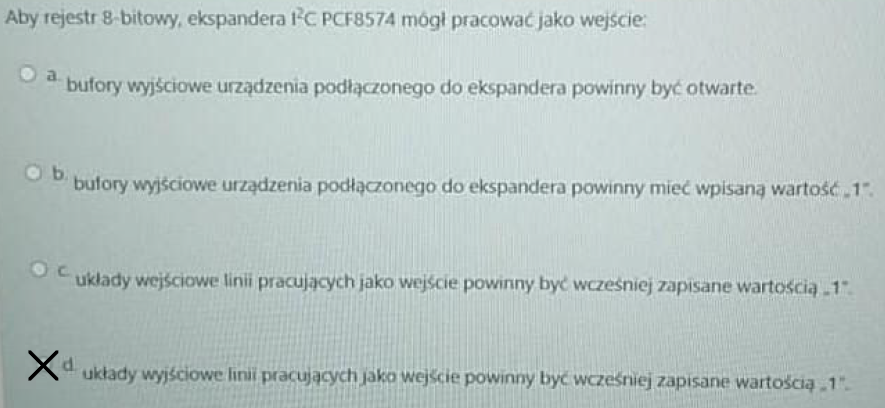 Aby rejestr 8-bitowy, ekspandera I²C PCF8574 mógł pracować jako wejście:
a. bufory wyjściowe urządzenia podłączonego do ekspandera powinny być otwarte.
b. bufory wyjściowe urządzenia podłączonego do ekspandera powinny mieć wpisaną wartość „1”.
c. układy wejściowe linii pracujących jako wejście powinny być wcześniej zapisane wartością „1”.
d. układy wyjściowe linii pracujących jako wejście powinny być wcześniej zapisane wartością „1”.